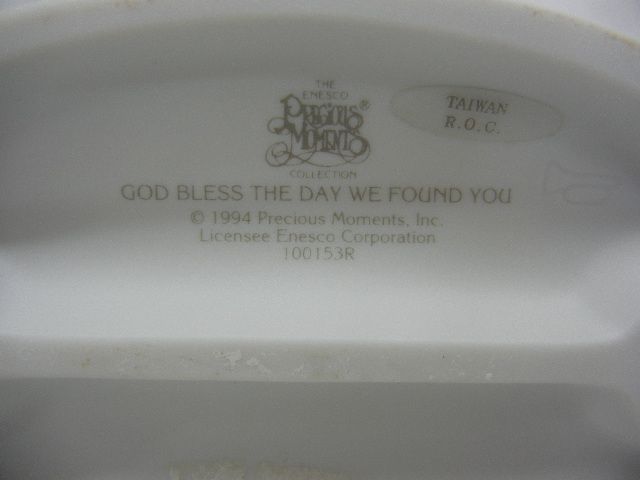 THE
ENESCO
PRECIOUS®
MOMENTS
COLLECTION
TAIWAN
R.O.C.
GOD BLESS THE DAY WE FOUND YOU
© 1994 Precious Moments, Inc.
Licensee Enesco Corporation
100153R